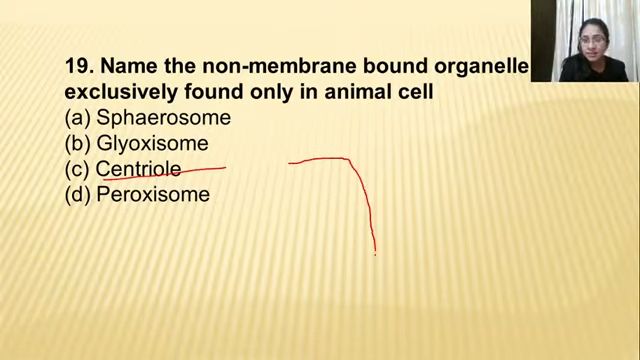 19. Name the non-membrane bound organelle
exclusively found only in animal cell
(a) Sphaerosome
(b) Glyoxisome
(c) Centriole
(d) Peroxisome